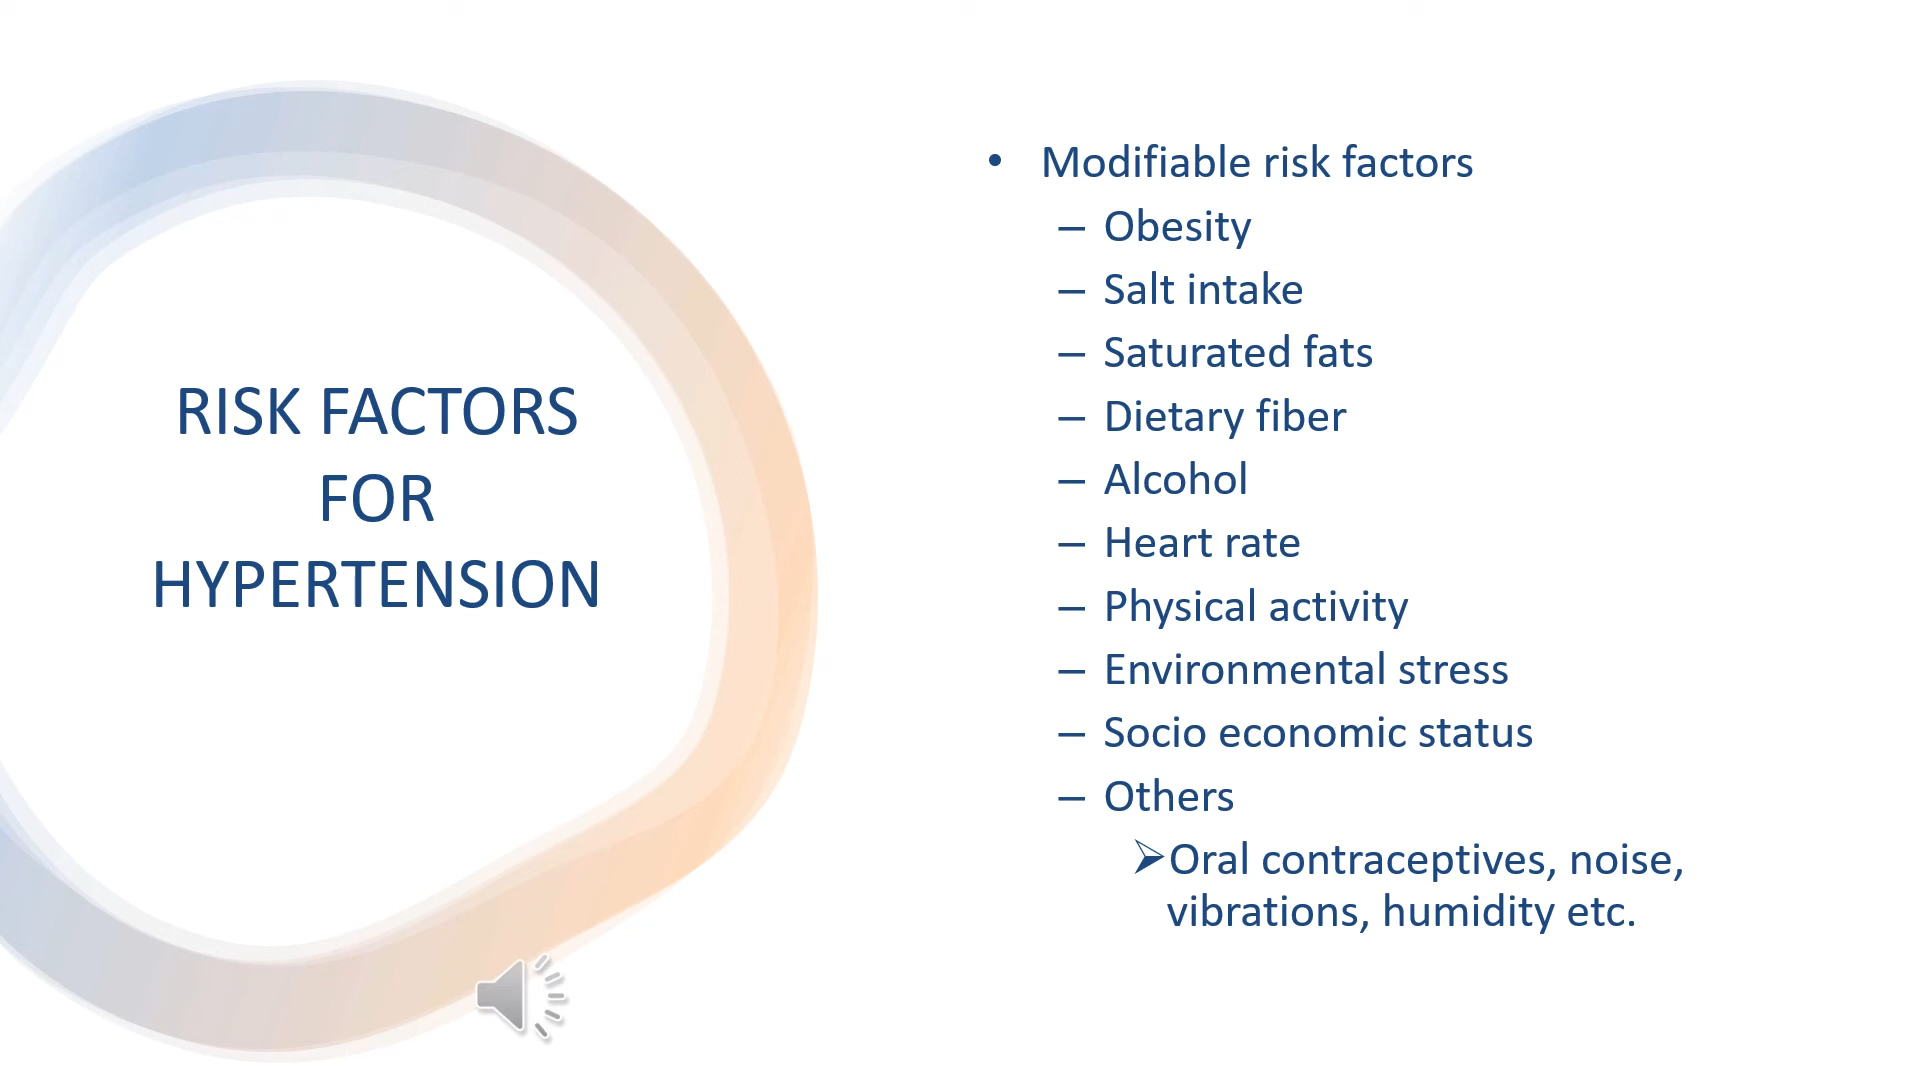 RISK FACTORS
FOR
HYPERTENSION
• Modifiable risk factors
– Obesity
– Salt intake
– Saturated fats
– Dietary fiber
– Alcohol
– Heart rate
– Physical activity
– Environmental stress
– Socio economic status
– Others
➢Oral contraceptives, noise,
vibrations, humidity etc.